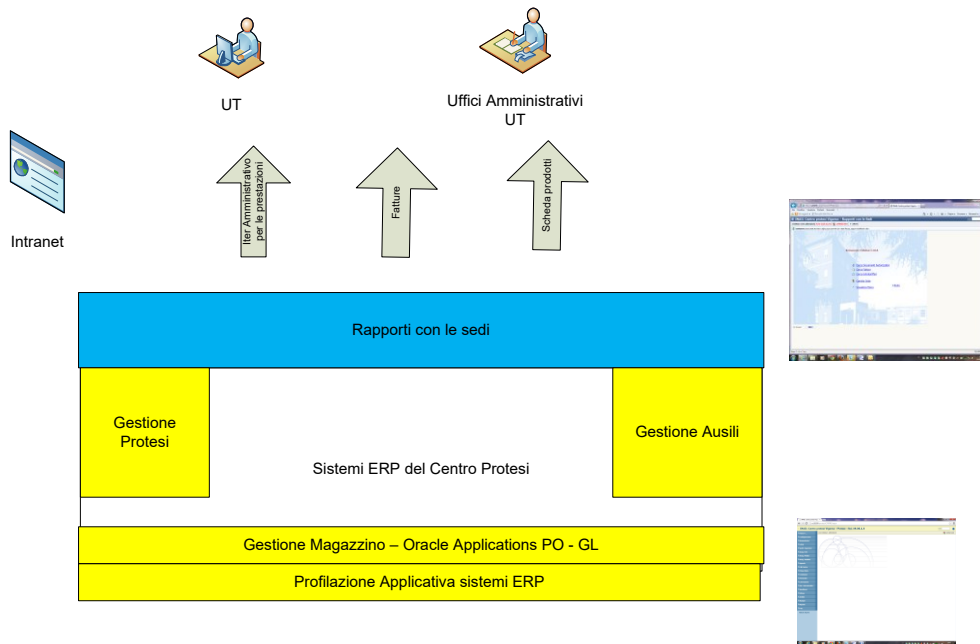 UT
Uffici Amministrativi
UT
Intranet
Iter Amministrativo
per le prestazioni
Fatture
Scheda prodotti
Rapporti con le sedi
Gestione
Protesi
Gestione Ausili
Sistemi ERP del Centro Protesi
Gestione Magazzino – Oracle Applications PO - GL
Profilazione Applicativa sistemi ERP